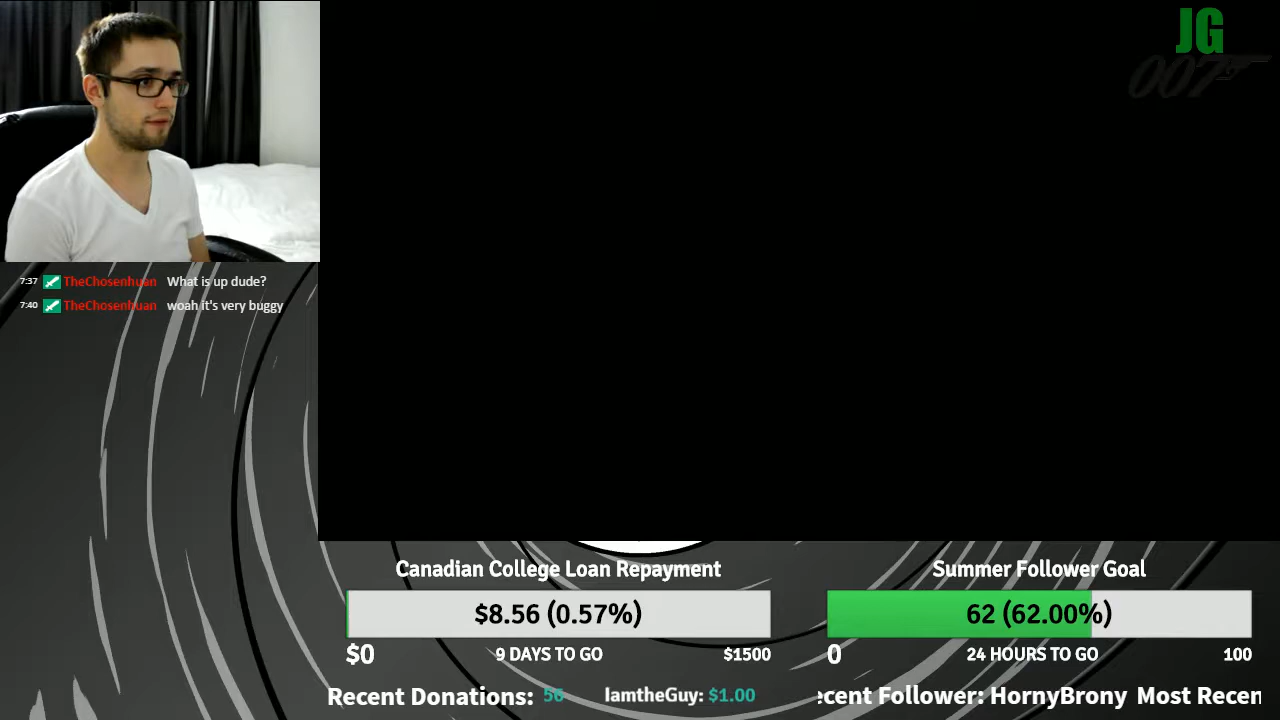 JG
007
7:37 TheChosenhuan What is up dude?
7:40 TheChosenhuan woah it's very buggy
Canadian College Loan Repayment
$8.56 (0.57%)
$0 9 DAYS TO GO $1500
Summer Follower Goal
62 (62.00%)
0 24 HOURS TO GO 100
Recent Donations: IamtheGuy: $1.00
ecent Follower: HornyBrony Most Recen